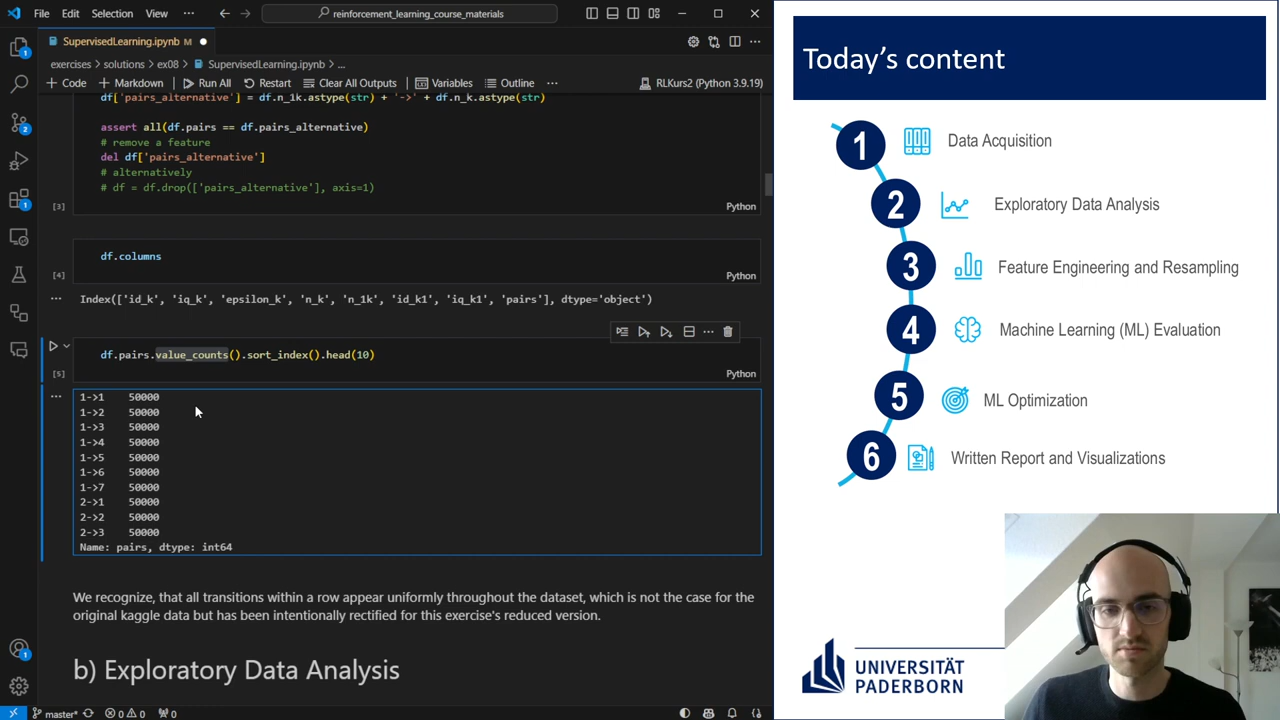 File Edit Selection View ···
reinforcement_learning_course_materials
SupervisedLearning.ipynb M
exercises > solutions > ex08 > SupervisedLearning.ipynb > ...
+ Code + Markdown Run All Restart Clear All Outputs Variables Outline ··· RLKurs2 (Python 3.9.19)
df['pairs_alternative'] = df.n_1k.astype(str) + '->' + df.n_k.astype(str)
assert all(df.pairs == df.pairs_alternative)
# remove a feature
del df['pairs_alternative']
# alternatively
# df = df.drop(['pairs_alternative'], axis=1)
[3]
Python
df.columns
[4]
Python
Index(['id_k', 'iq_k', 'epsilon_k', 'n_k', 'n_1k', 'id_k1', 'iq_k1', 'pairs'], dtype='object')
df.pairs.value_counts().sort_index().head(10)
[5]
Python
1->1 50000
1->2 50000
1->3 50000
1->4 50000
1->5 50000
1->6 50000
1->7 50000
2->1 50000
2->2 50000
2->3 50000
Name: pairs, dtype: int64
We recognize, that all transitions within a row appear uniformly throughout the dataset, which is not the case for the
original kaggle data but has been intentionally rectified for this exercise's reduced version.
b) Exploratory Data Analysis
master* 0 0 0
Today's content
1 Data Acquisition
2 Exploratory Data Analysis
3 Feature Engineering and Resampling
4 Machine Learning (ML) Evaluation
5 ML Optimization
6 Written Report and Visualizations
UNIVERSITÄT
PADERBORN